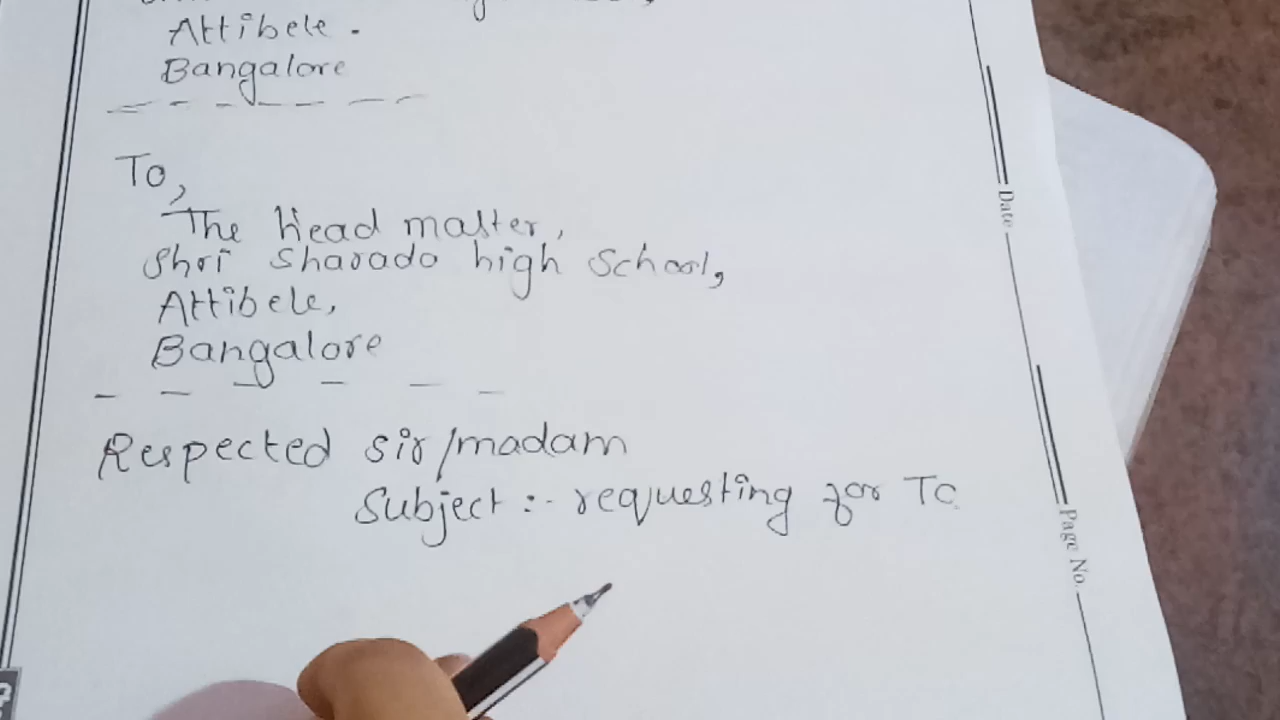 Attibele.
Bangalore
To,
The Head master,
Shri Sharada high School,
Attibele,
Bangalore
Respected sir/madam
Subject :- requesting for TC
Date
Page No.